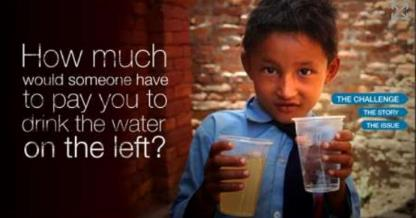 How much
would someone have
to pay you to
drink the water
on the left?
THE CHALLENGE
THE STORY
THE ISSUE